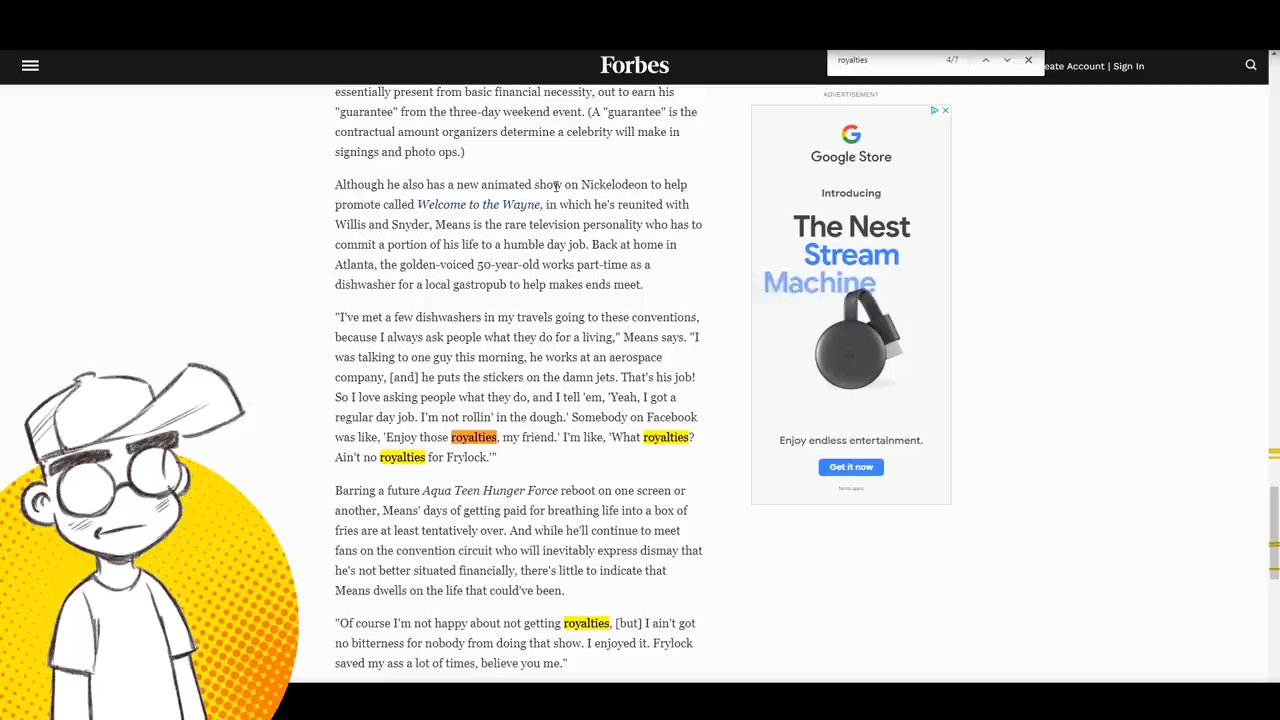 Forbes
royalties 4/7
eate Account | Sign In
essentially present from basic financial necessity, out to earn his
"guarantee" from the three-day weekend event. (A "guarantee" is the
contractual amount organizers determine a celebrity will make in
signings and photo ops.)
Although he also has a new animated show on Nickelodeon to help
promote called Welcome to the Wayne, in which he's reunited with
Willis and Snyder, Means is the rare television personality who has to
commit a portion of his life to a humble day job. Back at home in
Atlanta, the golden-voiced 50-year-old works part-time as a
dishwasher for a local gastropub to help makes ends meet.
"I've met a few dishwashers in my travels going to these conventions,
because I always ask people what they do for a living," Means says. "I
was talking to one guy this morning, he works at an aerospace
company, [and] he puts the stickers on the damn jets. That's his job!
So I love asking people what they do, and I tell 'em, 'Yeah, I got a
regular day job. I'm not rollin' in the dough.' Somebody on Facebook
was like, 'Enjoy those royalties, my friend.' I'm like, 'What royalties?
Ain't no royalties for Frylock.'"
Barring a future Aqua Teen Hunger Force reboot on one screen or
another, Means' days of getting paid for breathing life into a box of
fries are at least tentatively over. And while he'll continue to meet
fans on the convention circuit who will inevitably express dismay that
he's not better situated financially, there's little to indicate that
Means dwells on the life that could've been.
"Of course I'm not happy about not getting royalties, [but] I ain't got
no bitterness for nobody from doing that show. I enjoyed it. Frylock
saved my ass a lot of times, believe you me."
ADVERTISEMENT
Google Store
Introducing
The Nest
Stream
Machine
Enjoy endless entertainment.
Get it now
Terms apply